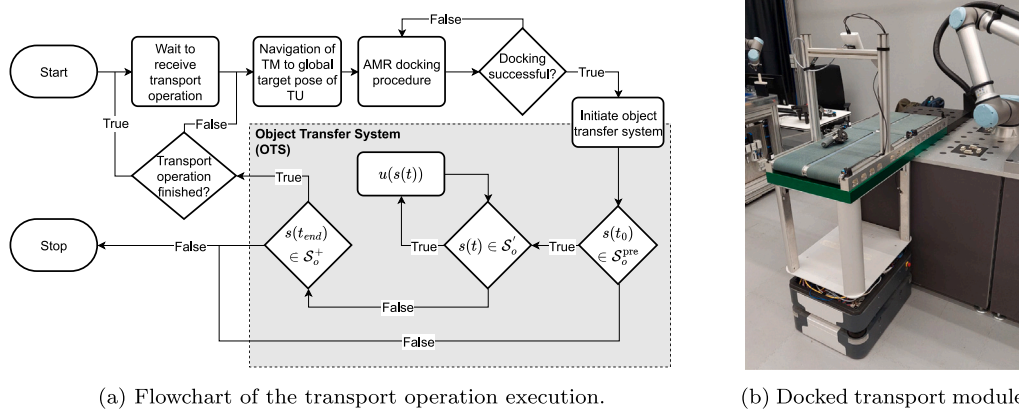 False
Start
Wait to
receive
transport
operation
Navigation of
TM to global
target pose of
TU
AMR docking
procedure
Docking
successful?
True
Initiate object
transfer system
True
False
Object Transfer System
(OTS)
Transport
operation
finished?
True
u(s(t))
Stop
False
s(t_{end})
∈ 𝒮_o^+
True
s(t) ∈ 𝒮_o^′
True
s(t_0)
∈ 𝒮_o^{pre}
False
False
(a) Flowchart of the transport operation execution.
(b) Docked transport module